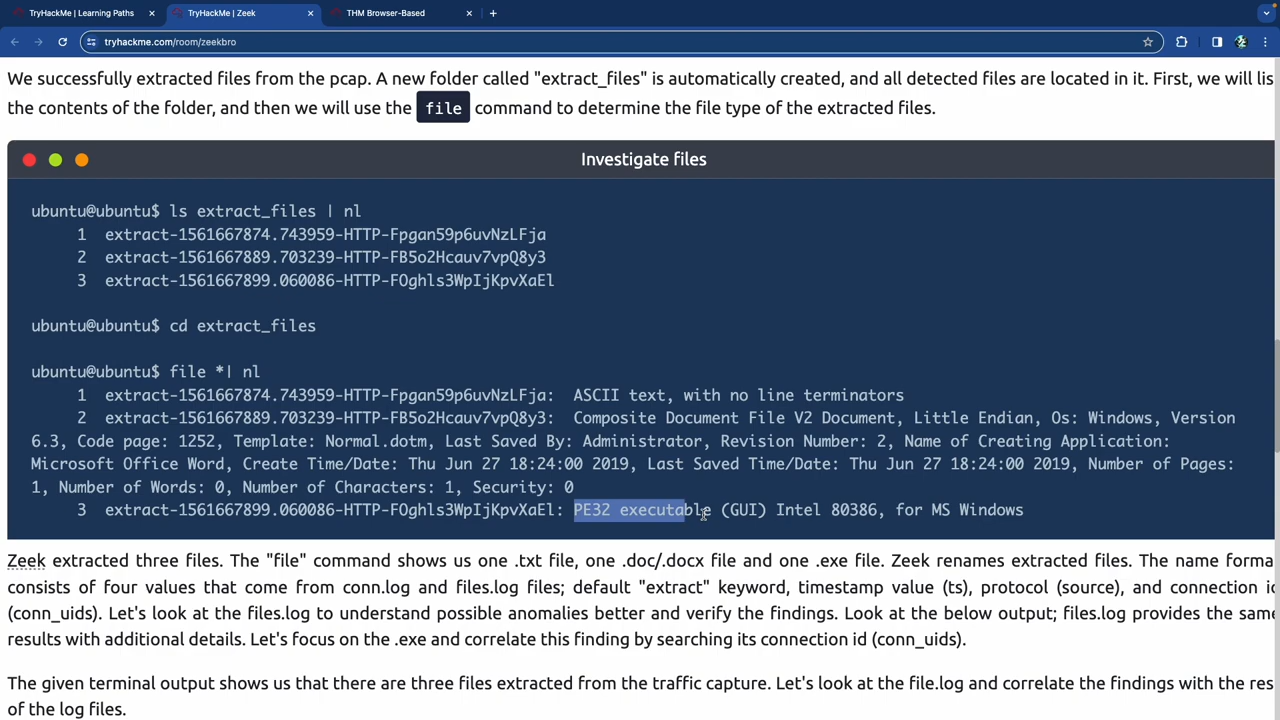 TryHackMe | Learning Paths
TryHackMe | Zeek
THM Browser-Based
tryhackme.com/room/zeekbro
We successfully extracted files from the pcap. A new folder called "extract_files" is automatically created, and all detected files are located in it. First, we will lis
the contents of the folder, and then we will use the file command to determine the file type of the extracted files.
Investigate files
ubuntu@ubuntu$ ls extract_files | nl
1 extract-1561667874.743959-HTTP-Fpgan59p6uvNzLFja
2 extract-1561667889.703239-HTTP-FB5o2Hcauv7vpQ8y3
3 extract-1561667899.060086-HTTP-FOghls3WpIjKpvXaEl
ubuntu@ubuntu$ cd extract_files
ubuntu@ubuntu$ file *| nl
1 extract-1561667874.743959-HTTP-Fpgan59p6uvNzLFja: ASCII text, with no line terminators
2 extract-1561667889.703239-HTTP-FB5o2Hcauv7vpQ8y3: Composite Document File V2 Document, Little Endian, Os: Windows, Version
6.3, Code page: 1252, Template: Normal.dotm, Last Saved By: Administrator, Revision Number: 2, Name of Creating Application:
Microsoft Office Word, Create Time/Date: Thu Jun 27 18:24:00 2019, Last Saved Time/Date: Thu Jun 27 18:24:00 2019, Number of Pages:
1, Number of Words: 0, Number of Characters: 1, Security: 0
3 extract-1561667899.060086-HTTP-FOghls3WpIjKpvXaEl: PE32 executable (GUI) Intel 80386, for MS Windows
Zeek extracted three files. The "file" command shows us one .txt file, one .doc/.docx file and one .exe file. Zeek renames extracted files. The name forma
consists of four values that come from conn.log and files.log files; default "extract" keyword, timestamp value (ts), protocol (source), and connection id
(conn_uids). Let's look at the files.log to understand possible anomalies better and verify the findings. Look at the below output; files.log provides the same
results with additional details. Let's focus on the .exe and correlate this finding by searching its connection id (conn_uids).
The given terminal output shows us that there are three files extracted from the traffic capture. Let's look at the file.log and correlate the findings with the res
of the log files.